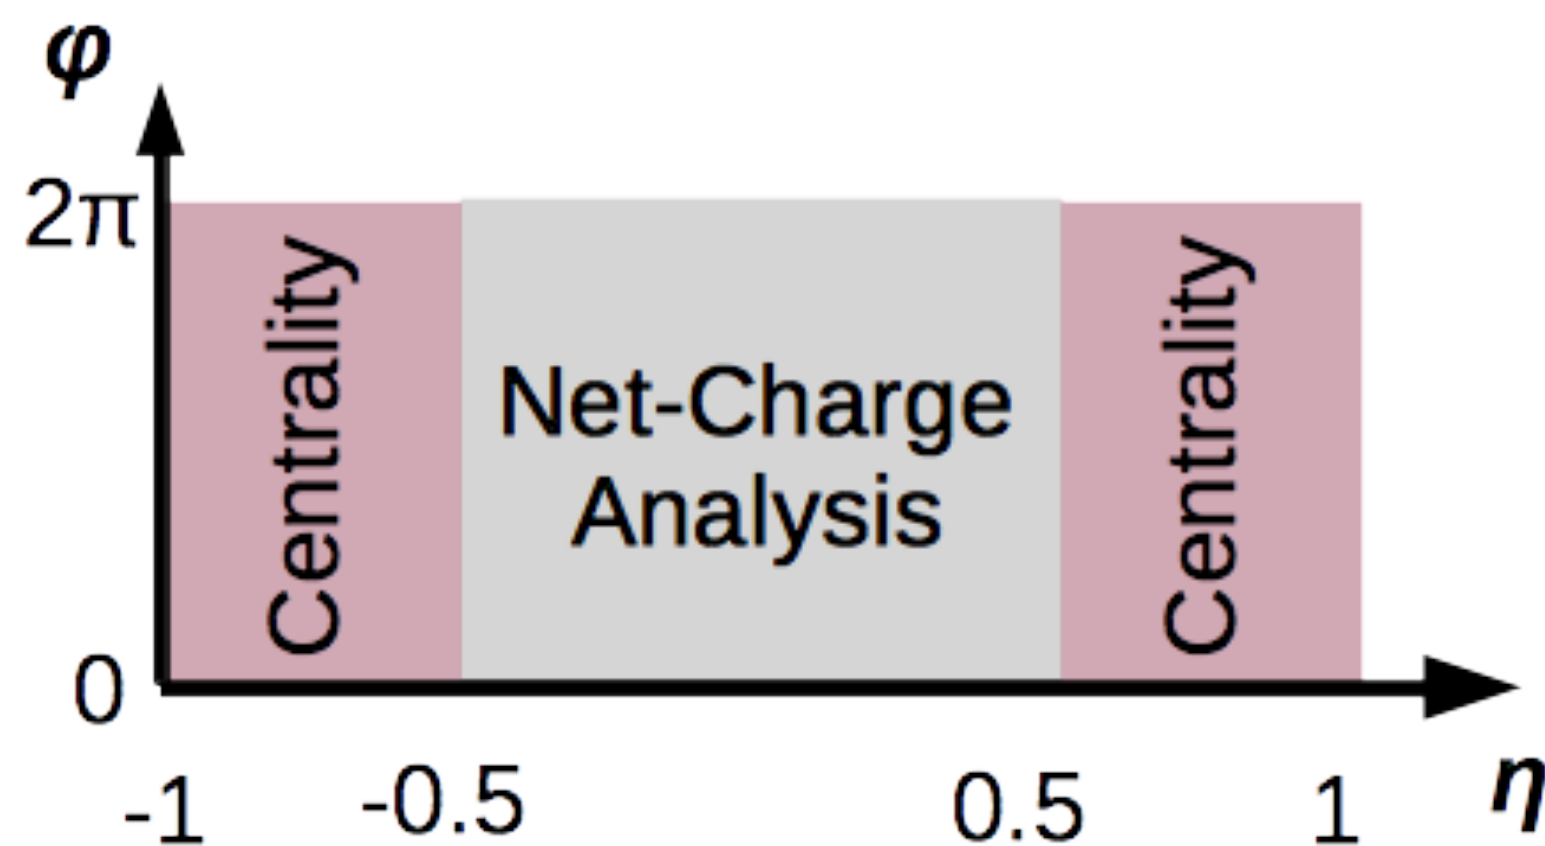 φ
2π
Centrality
Net-Charge
Analysis
Centrality
0
-1
-0.5
0.5
1
η